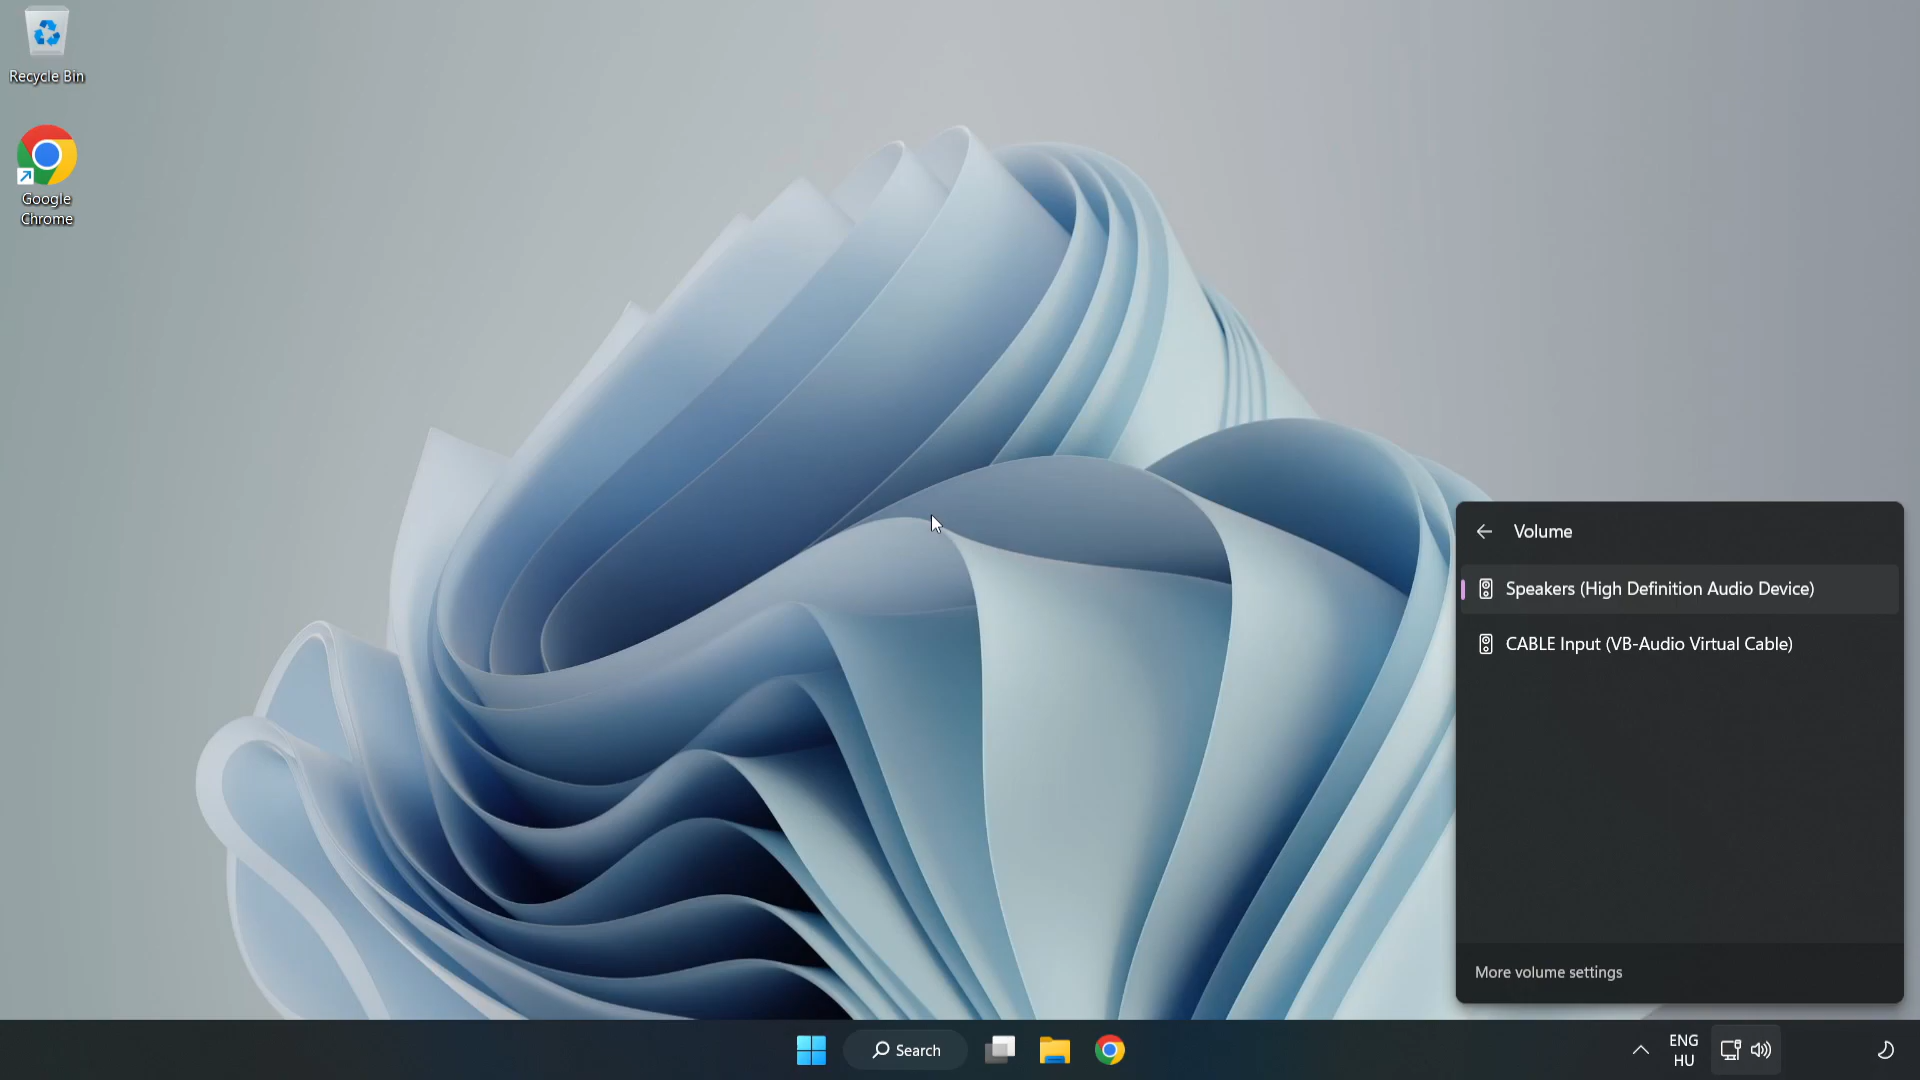 Recycle Bin
Google
Chrome
Volume
Speakers (High Definition Audio Device)
CABLE Input (VB-Audio Virtual Cable)
More volume settings
Search
ENG
HU